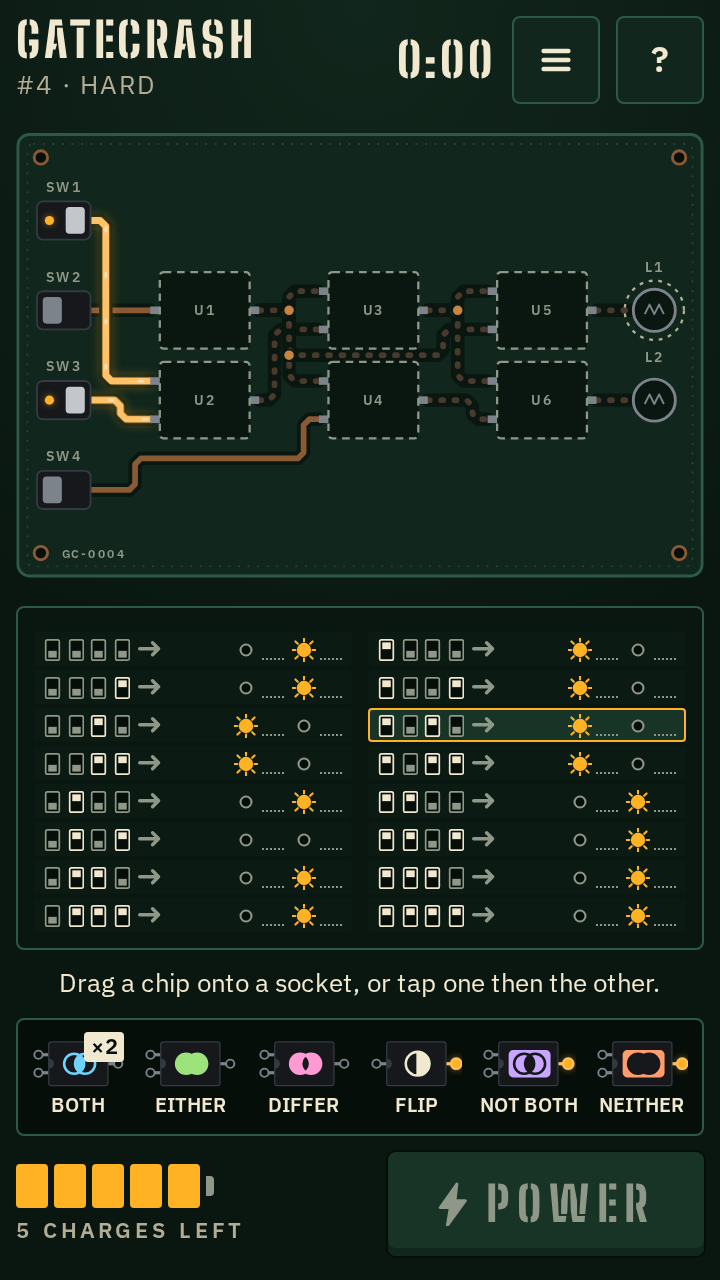 GATECRASH
#4 · HARD
0:00
?
SW1
SW2
SW3
SW4
U1
U2
U3
U4
U5
U6
L1
L2
GC-0004
Drag a chip onto a socket, or tap one then the other.
×2
BOTH
EITHER
DIFFER
FLIP
NOT BOTH
NEITHER
5 CHARGES LEFT
POWER